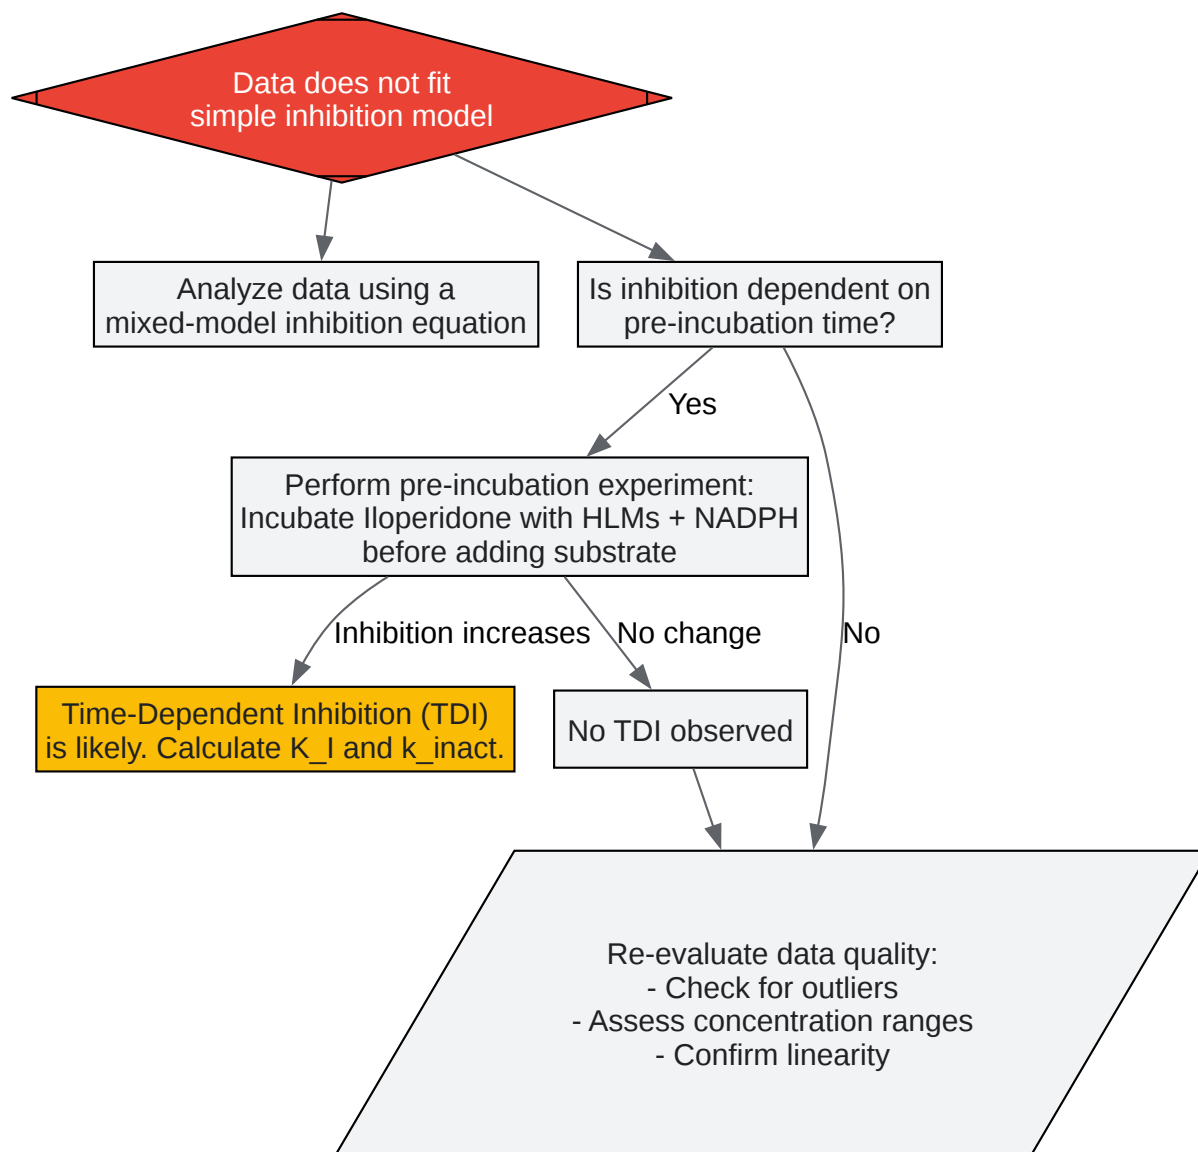 Data does not fit
simple inhibition model
Analyze data using a
mixed-model inhibition equation
Is inhibition dependent on
pre-incubation time?
Yes
Perform pre-incubation experiment:
Incubate Iloperidone with HLMs + NADPH
before adding substrate
Inhibition increases
No change
No
Time-Dependent Inhibition (TDI)
is likely. Calculate K_I and k_inact.
No TDI observed
Re-evaluate data quality:
- Check for outliers
- Assess concentration ranges
- Confirm linearity